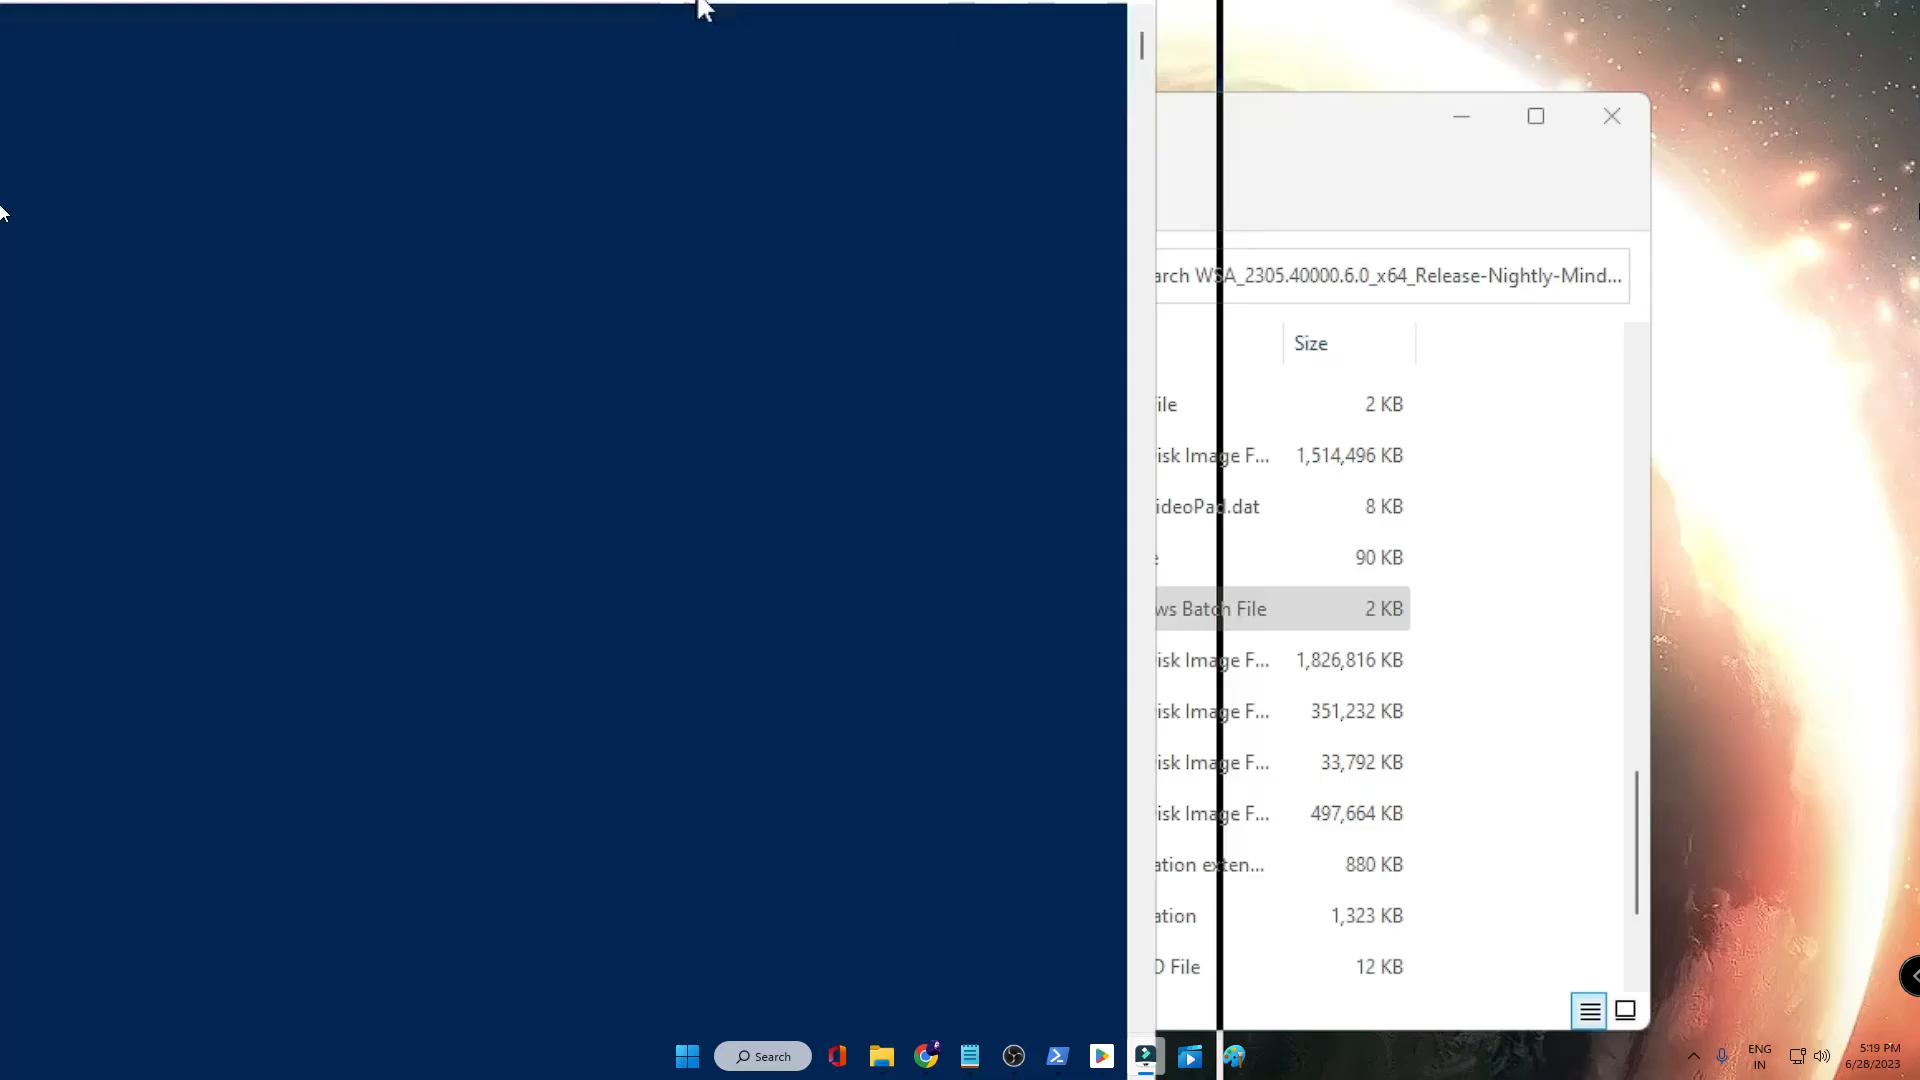 arch WSA_2305.40000.6.0_x64_Release-Nightly-Mind...
Size
ile 2 KB
isk Image F... 1,514,496 KB
ideoPad.dat 8 KB
e 90 KB
ws Batch File 2 KB
isk Image F... 1,826,816 KB
isk Image F... 351,232 KB
isk Image F... 33,792 KB
isk Image F... 497,664 KB
ation exten... 880 KB
ation 1,323 KB
D File 12 KB
Search
ENG
IN
5:19 PM
6/28/2023